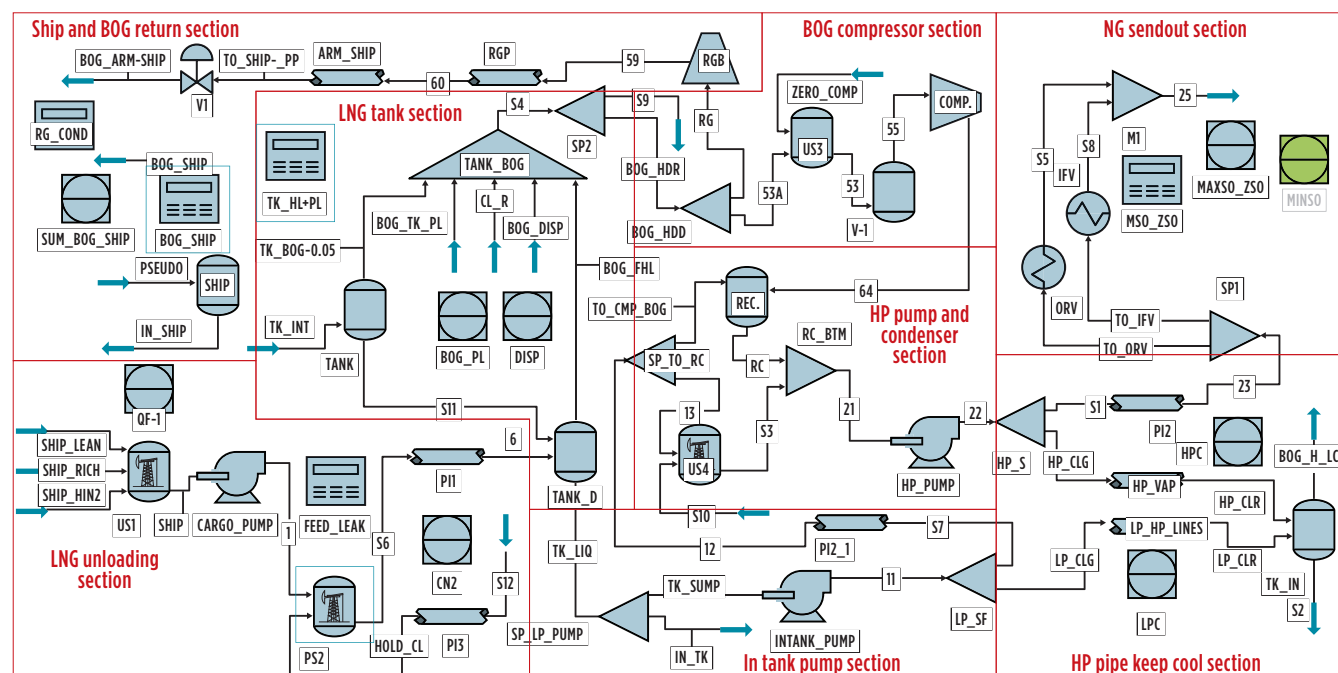 Ship and BOG return section
BOG_ARM-SHIP
TO_SHIP-_PP
ARM_SHIP
RGP
59
RGB
60
V1
RG_COND
BOG_SHIP
SUM_BOG_SHIP
BOG_SHIP
PSEUDO
SHIP
IN_SHIP
LNG tank section
TK_HL+PL
S4
S9
SP2
TANK_BOG
BOG_TK_PL
CL_R
BOG_DISP
TK_BOG-0.05
BOG_FHL
TK_INT
TANK
BOG_PL
DISP
S11
BOG compressor section
ZERO_COMP
COMP.
55
US3
RG
BOG_HDR
53A
53
BOG_HDD
V-1
NG sendout section
25
M1
S5
S8
IFV
MSO_ZSO
MAXSO_ZSO
MINSO
ORV
SP1
TO_IFV
TO_ORV
HP pump and
condenser
section
REC.
64
TO_CMP_BOG
RC_BTM
SP_TO_RC
RC
13
S3
21
22
US4
HP_PUMP
S10
LNG unloading
section
QF-1
SHIP_LEAN
SHIP_RICH
SHIP_HIN2
US1
SHIP
CARGO_PUMP
1
FEED_LEAK
S6
PI1
6
TANK_D
CN2
S12
PS2
HOLD_CL
PI3
In tank pump section
TK_LIQ
12
PI2_1
S7
TK_SUMP
11
SP_LP_PUMP
IN_TK
INTANK_PUMP
LP_SF
HP pipe keep cool section
23
S1
PI2
HPC
BOG_H_LC
HP_S
HP_CLG
HP_VAP
HP_CLR
LP_HP_LINES
LP_CLG
LP_CLR
TK_IN
S2
LPC